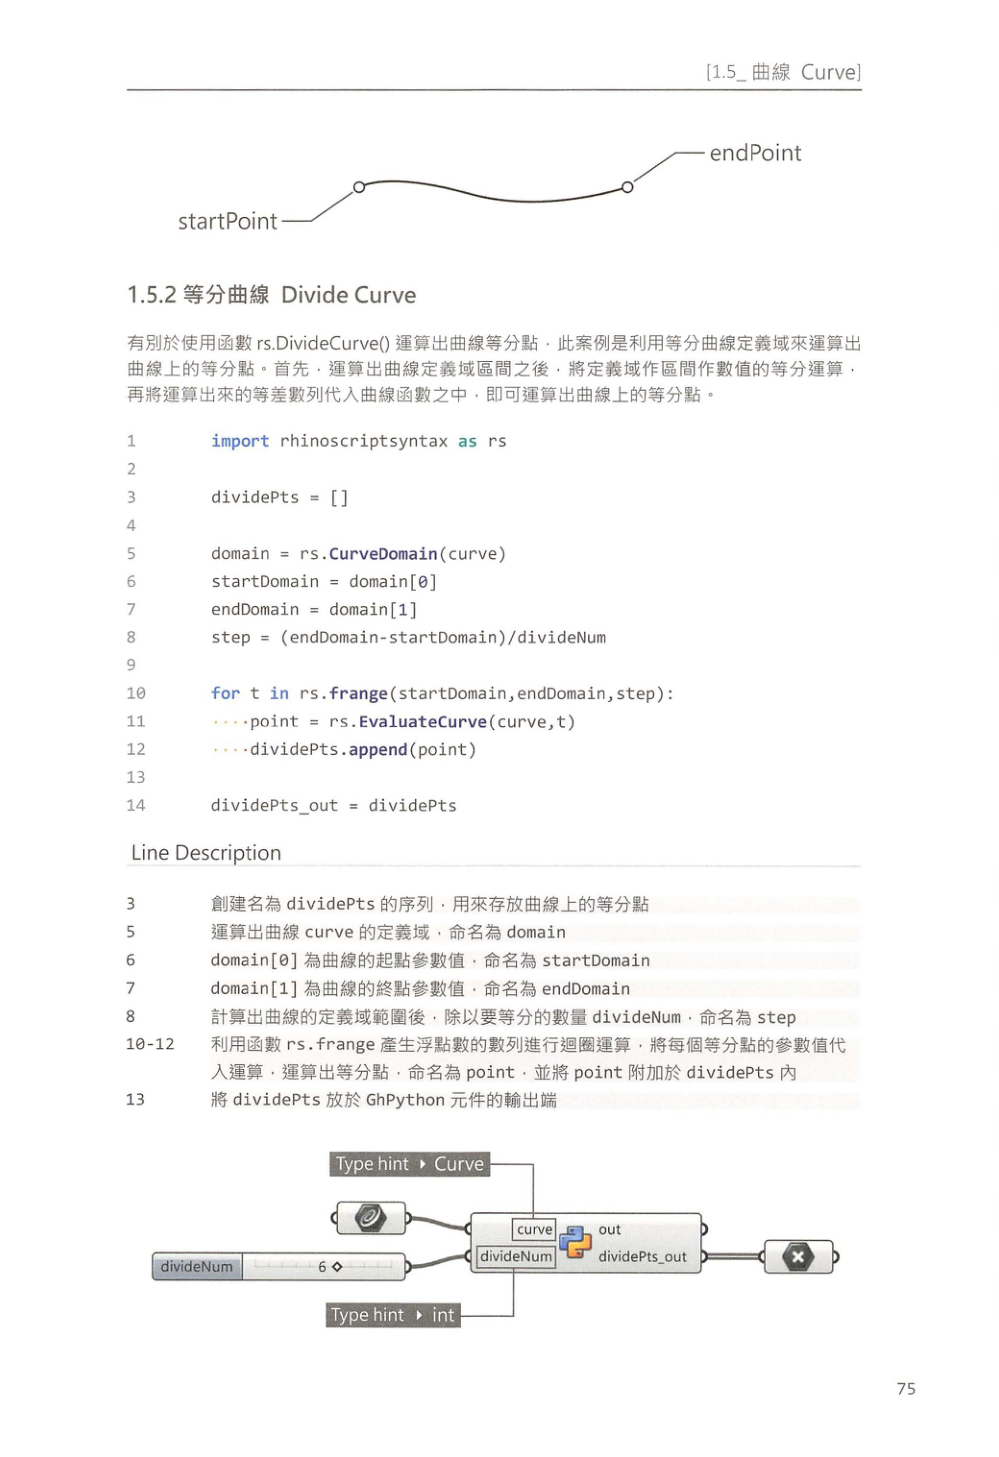 [1.5_ 曲線 Curve]
endPoint
startPoint
1.5.2 等分曲線 Divide Curve
有別於使用函數 rs.DivideCurve() 運算出曲線等分點，此案例是利用等分曲線定義域來運算出
曲線上的等分點。首先，運算出曲線定義域區間之後，將定義域作區間作數值的等分運算，
再將運算出來的等差數列代入曲線函數之中，即可運算出曲線上的等分點。
1 import rhinoscriptsyntax as rs
2
3 dividePts = []
4
5 domain = rs.CurveDomain(curve)
6 startDomain = domain[0]
7 endDomain = domain[1]
8 step = (endDomain-startDomain)/divideNum
9
10 for t in rs.frange(startDomain,endDomain,step):
11 ····point = rs.EvaluateCurve(curve,t)
12 ····dividePts.append(point)
13
14 dividePts_out = dividePts
Line Description
3 創建名為 dividePts 的序列，用來存放曲線上的等分點
5 運算出曲線 curve 的定義域，命名為 domain
6 domain[0] 為曲線的起點參數值，命名為 startDomain
7 domain[1] 為曲線的終點參數值，命名為 endDomain
8 計算出曲線的定義域範圍後，除以要等分的數量 divideNum，命名為 step
10-12 利用函數 rs.frange 產生浮點數的數列進行迴圈運算，將每個等分點的參數值代
入運算，運算出等分點，命名為 point，並將 point 附加於 dividePts 內
13 將 dividePts 放於 GhPython 元件的輸出端
Type hint ▸ Curve
curve out
divideNum dividePts_out
divideNum 6
Type hint ▸ int
75